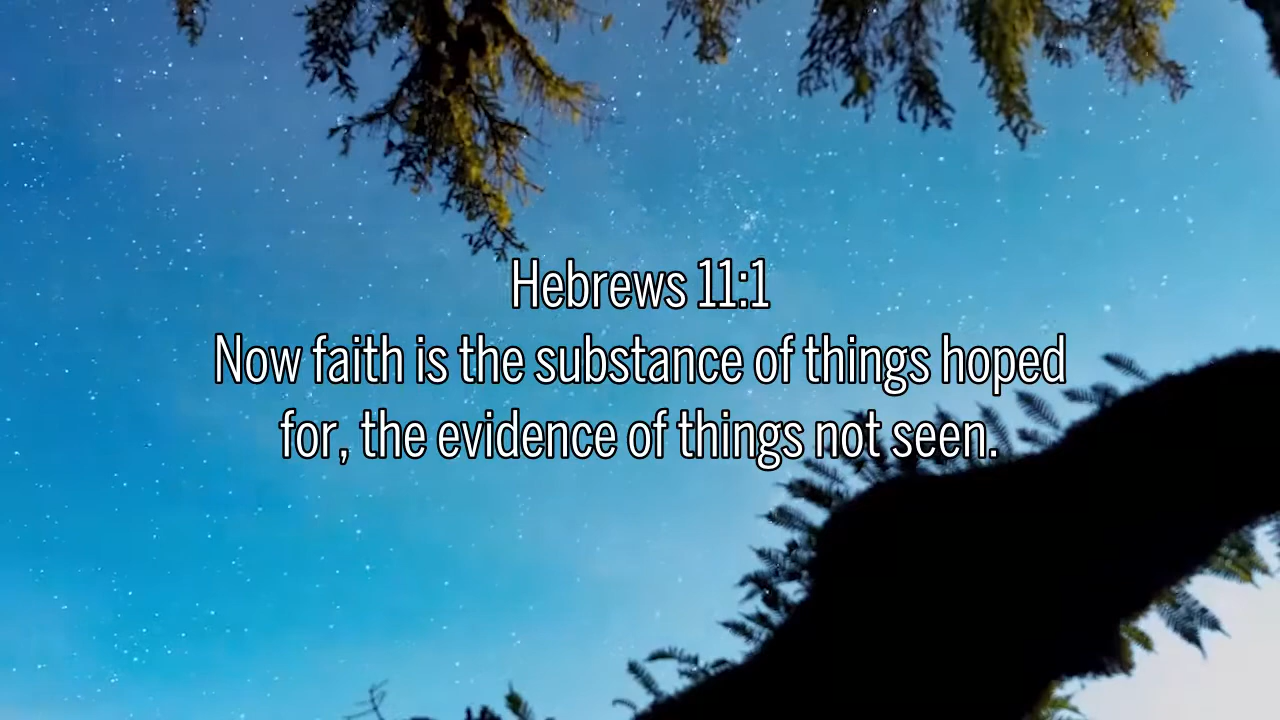 Hebrews 11:1
Now faith is the substance of things hoped
for, the evidence of things not seen.